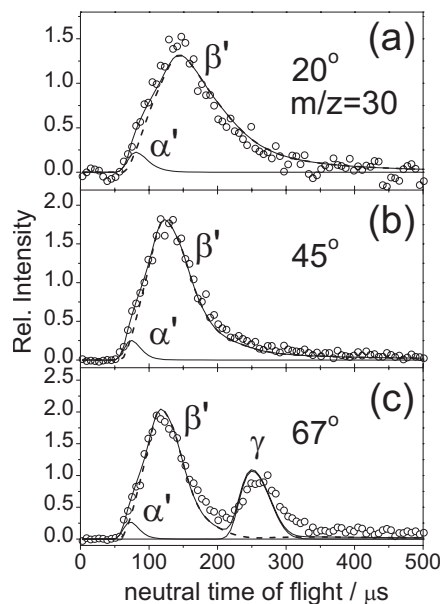 (a)
1.5
β'
20°
m/z=30
1.0
0.5
α'
0.0
(b)
2.0
1.5
β'
45°
1.0
0.5
α'
0.0
(c)
2.5
2.0
β'
67°
1.5
γ
1.0
0.5
α'
0.0
0 100 200 300 400 500
neutral time of flight / μs
Rel. Intensity